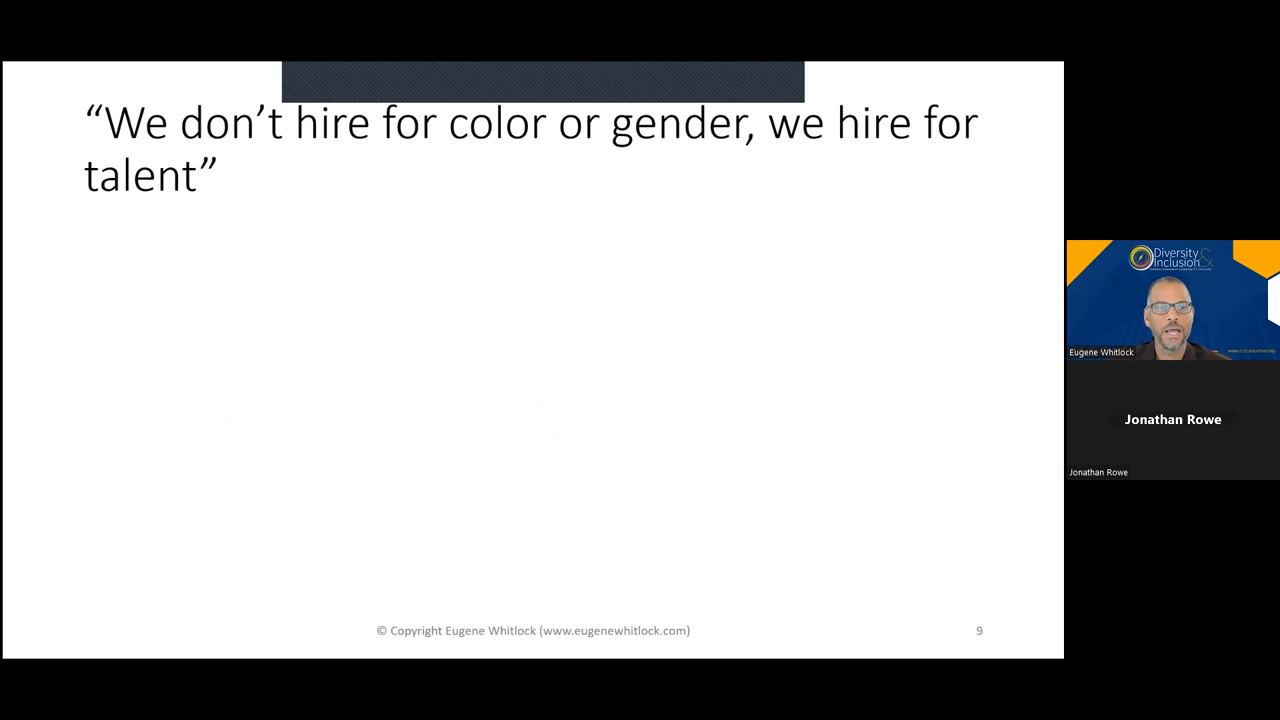 “We don’t hire for color or gender, we hire for
talent”
© Copyright Eugene Whitlock (www.eugenewhitlock.com)
9
Diversity &
Inclusion
Eugene Whitlock
Jonathan Rowe
Jonathan Rowe